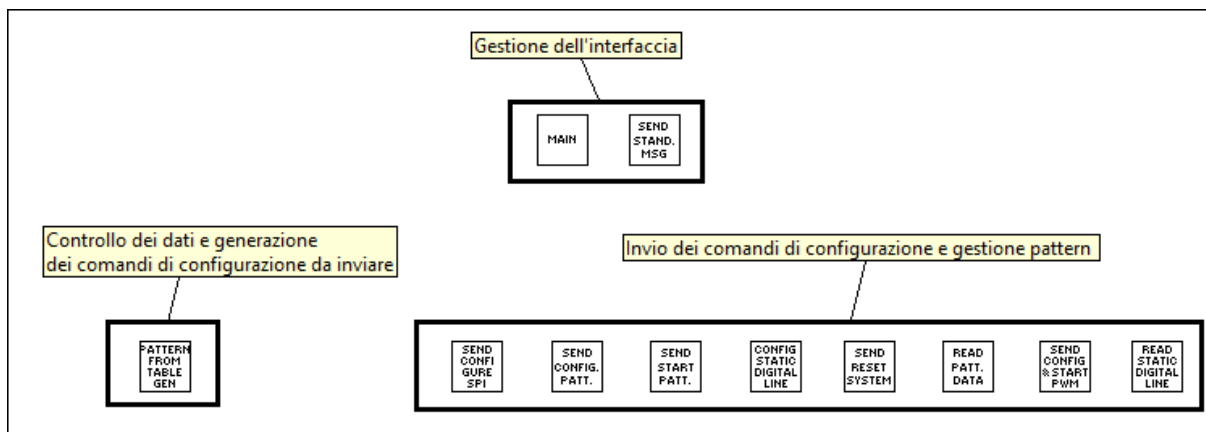 Gestione dell'interfaccia
MAIN
SEND
STAND.
MSG
Controllo dei dati e generazione
dei comandi di configurazione da inviare
Invio dei comandi di configurazione e gestione pattern
PATTERN
FROM
TABLE
GEN
SEND
CONFI
GURE
SPI
SEND
CONFIG.
PATT.
SEND
START
PATT.
CONFIG
STATIC
DIGITAL
LINE
SEND
RESET
SYSTEM
READ
PATT.
DATA
SEND
CONFIG
& START
PWM
READ
STATIC
DIGITAL
LINE